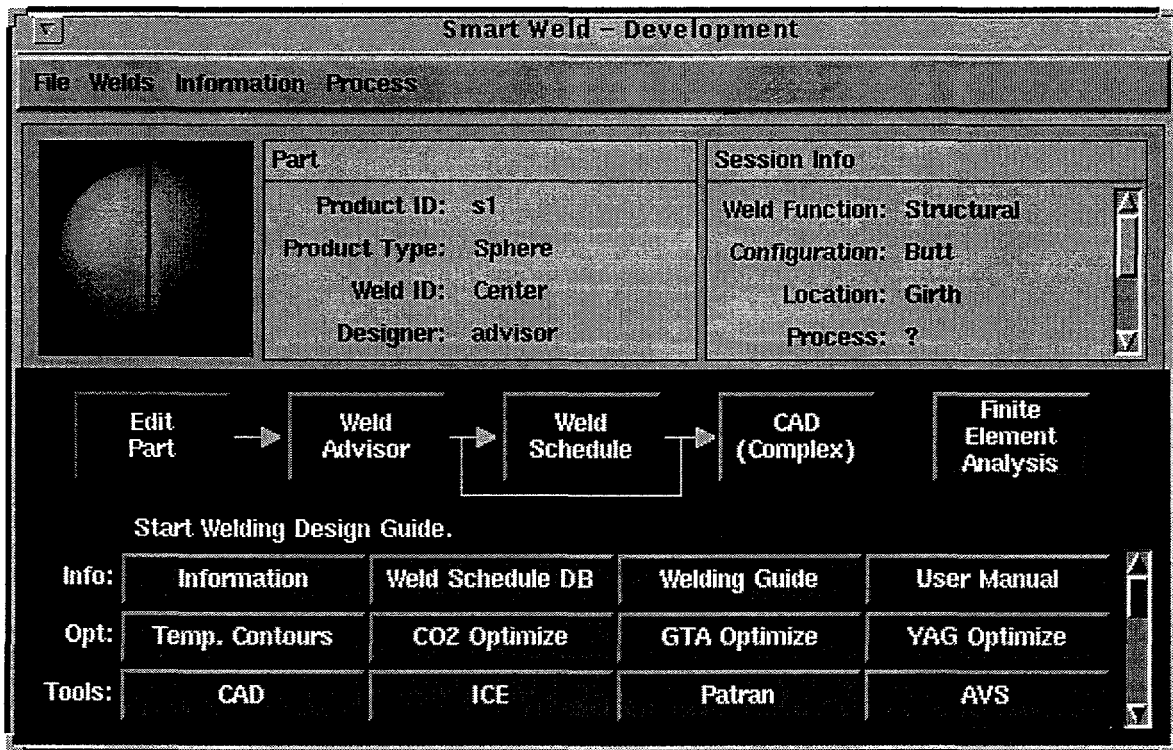 Smart Weld – Development
File Welds Information Process
Part
Product ID: s1
Product Type: Sphere
Weld ID: Center
Designer: advisor
Session Info
Weld Function: Structural
Configuration: Butt
Location: Girth
Process: ?
Edit
Part
Weld
Advisor
Weld
Schedule
CAD
(Complex)
Finite
Element
Analysis
Start Welding Design Guide.
Info: Information Weld Schedule DB Welding Guide User Manual
Opt: Temp. Contours CO2 Optimize GTA Optimize YAG Optimize
Tools: CAD ICE Patran AVS